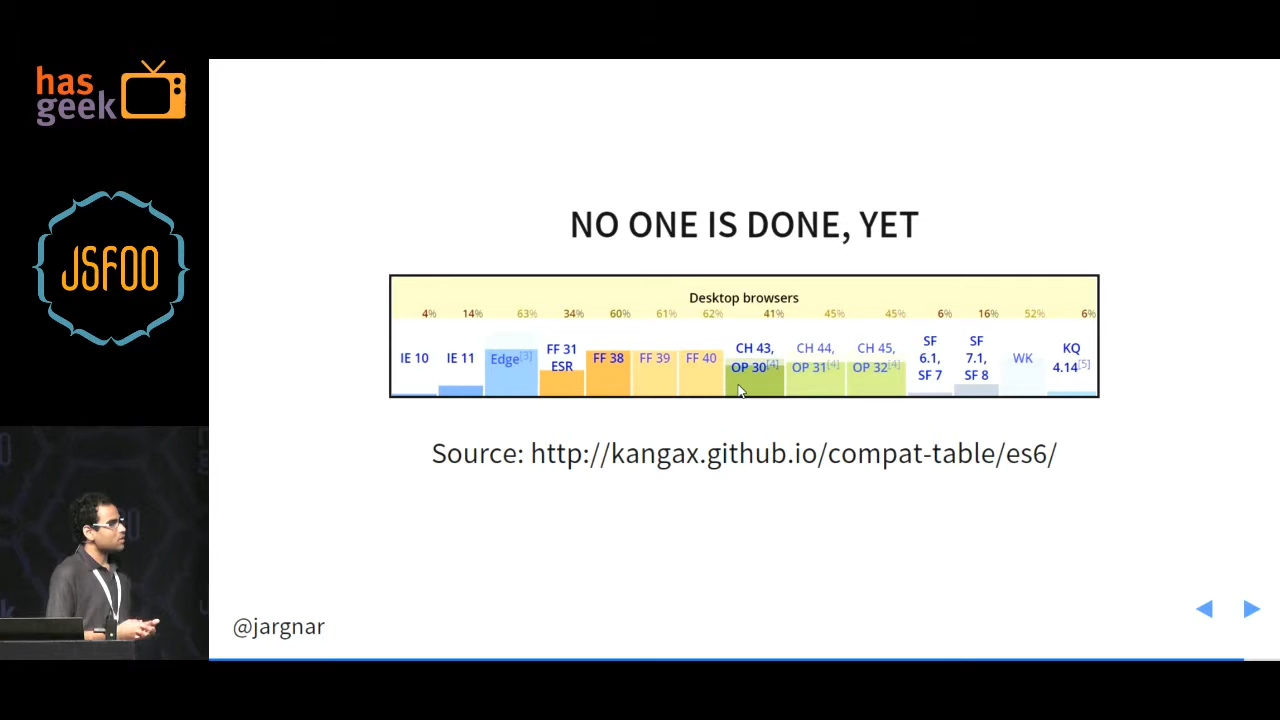 has
geek
JSFOO
NO ONE IS DONE, YET
Desktop browsers
4% 14% 63% 34% 60% 61% 62% 41% 45% 45% 6% 16% 52% 6%
IE 10 IE 11 Edge[3] FF 31 ESR FF 38 FF 39 FF 40 CH 43, OP 30[4] CH 44, OP 31[4] CH 45, OP 32[4] SF 6.1, SF 7 SF 7.1, SF 8 WK KQ 4.14[5]
Source: http://kangax.github.io/compat-table/es6/
@jargnar